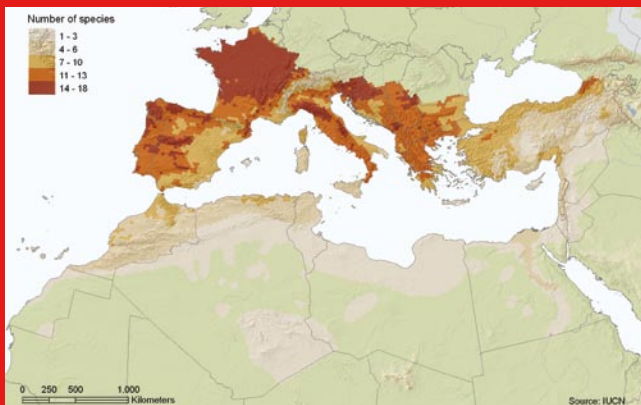 Number of species
1 - 3
4 - 6
7 - 10
11 - 13
14 - 18
0 250 500 1.000
Kilometers
Source: IUCN